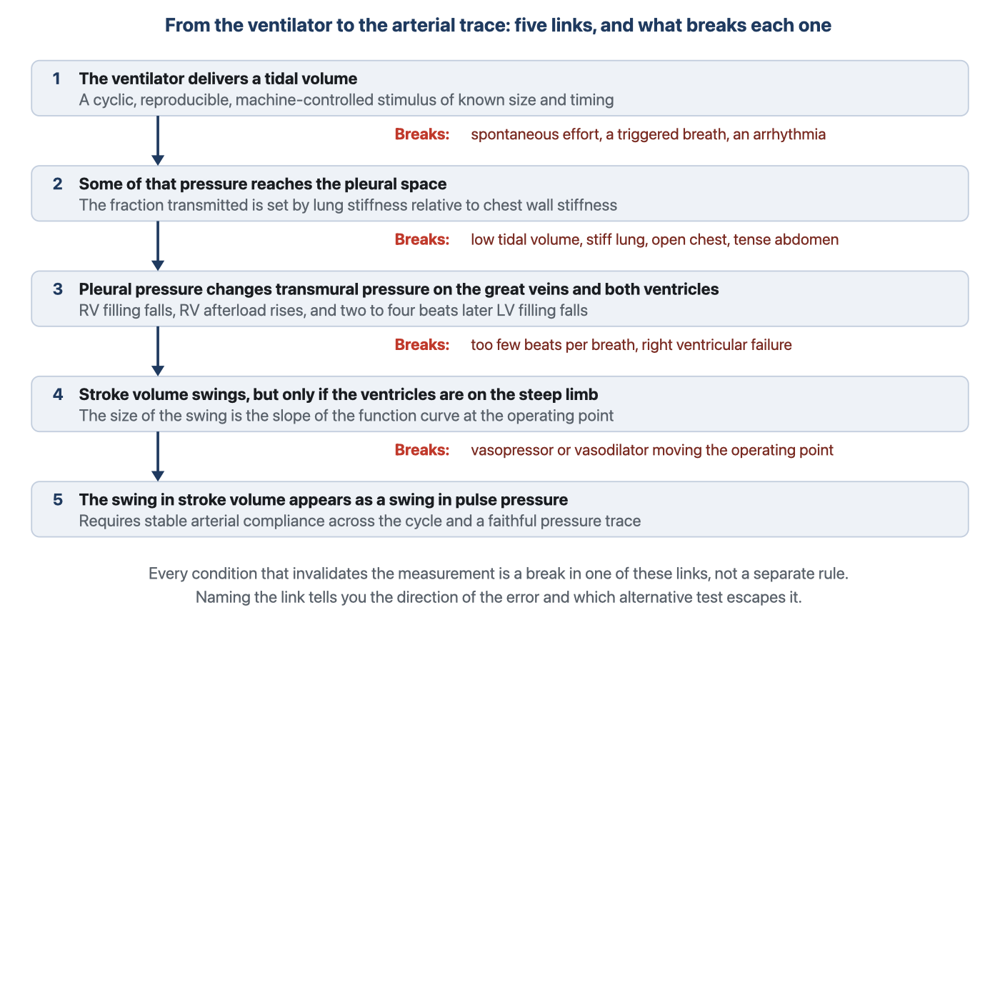 From the ventilator to the arterial trace: five links, and what breaks each one
1 The ventilator delivers a tidal volume
A cyclic, reproducible, machine-controlled stimulus of known size and timing
Breaks: spontaneous effort, a triggered breath, an arrhythmia
2 Some of that pressure reaches the pleural space
The fraction transmitted is set by lung stiffness relative to chest wall stiffness
Breaks: low tidal volume, stiff lung, open chest, tense abdomen
3 Pleural pressure changes transmural pressure on the great veins and both ventricles
RV filling falls, RV afterload rises, and two to four beats later LV filling falls
Breaks: too few beats per breath, right ventricular failure
4 Stroke volume swings, but only if the ventricles are on the steep limb
The size of the swing is the slope of the function curve at the operating point
Breaks: vasopressor or vasodilator moving the operating point
5 The swing in stroke volume appears as a swing in pulse pressure
Requires stable arterial compliance across the cycle and a faithful pressure trace
Every condition that invalidates the measurement is a break in one of these links, not a separate rule.
Naming the link tells you the direction of the error and which alternative test escapes it.